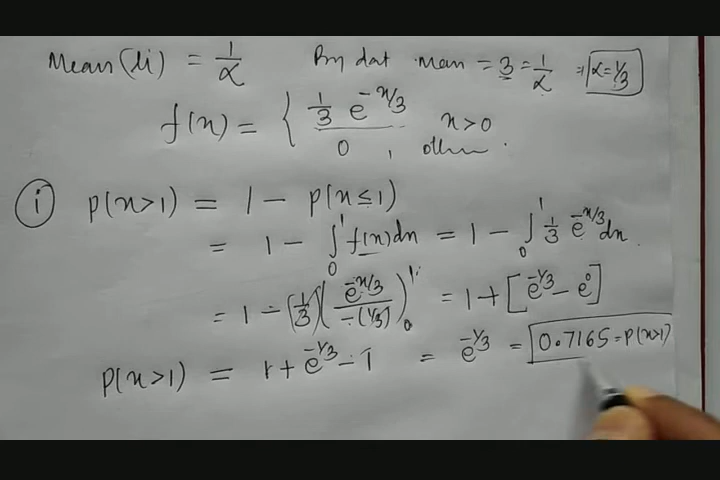 Mean (μ) = 1/α By dat mean = 3 = 1/α ⇒ α = 1/3
f(x) = { 1/3 e^{-x/3} x>0
0 ,
(i) P(x>1) = 1 - P(x≤1)
= 1 - ∫₀¹ f(x)dx = 1 - ∫₀¹ 1/3 e^{-x/3} dx
= 1 - (1/3) (e^{-x/3} / -(1/3))₀¹ = 1 + [e^{-1/3} - e^0]
P(x>1) = 1 + e^{-1/3} - 1 = e^{-1/3} = 0.7165 = P(x>1)